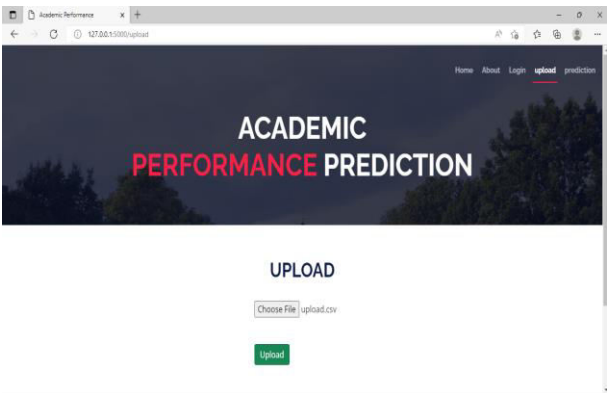 Academic Performance
127.0.0.1:5000/upload
Home About Login upload prediction
ACADEMIC
PERFORMANCE PREDICTION
UPLOAD
Choose File upload.csv
Upload